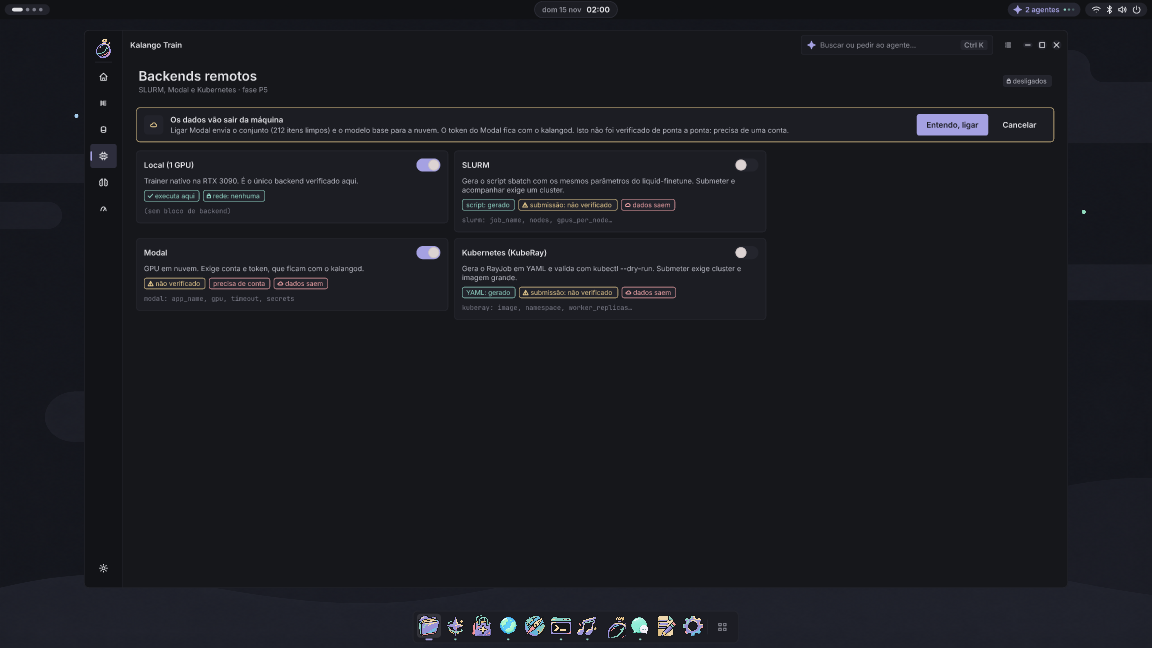 dom 15 nov 02:00
2 agentes
Kalango Train
Buscar ou pedir ao agente...
Ctrl K
Backends remotos
SLURM, Modal e Kubernetes · fase P5
desligados
Os dados vão sair da máquina
Ligar Modal envia o conjunto (212 itens limpos) e o modelo base para a nuvem. O token do Modal fica com o kalangod. Isto não foi verificado de ponta a ponta: precisa de uma conta.
Entendo, ligar
Cancelar
Local (1 GPU)
Trainer nativo na RTX 3090. É o único backend verificado aqui.
executa aqui
rede: nenhuma
(sem bloco de backend)
SLURM
Gera o script sbatch com os mesmos parâmetros do liquid-finetune. Submeter e
acompanhar exige um cluster.
script: gerado
submissão: não verificado
dados saem
slurm: job_name, nodes, gpus_per_node…
Modal
GPU em nuvem. Exige conta e token, que ficam com o kalangod.
não verificado
precisa de conta
dados saem
modal: app_name, gpu, timeout, secrets
Kubernetes (KubeRay)
Gera o RayJob em YAML e valida com kubectl --dry-run. Submeter exige cluster e
imagem grande.
YAML: gerado
submissão: não verificado
dados saem
kuberay: image, namespace, worker_replicas…